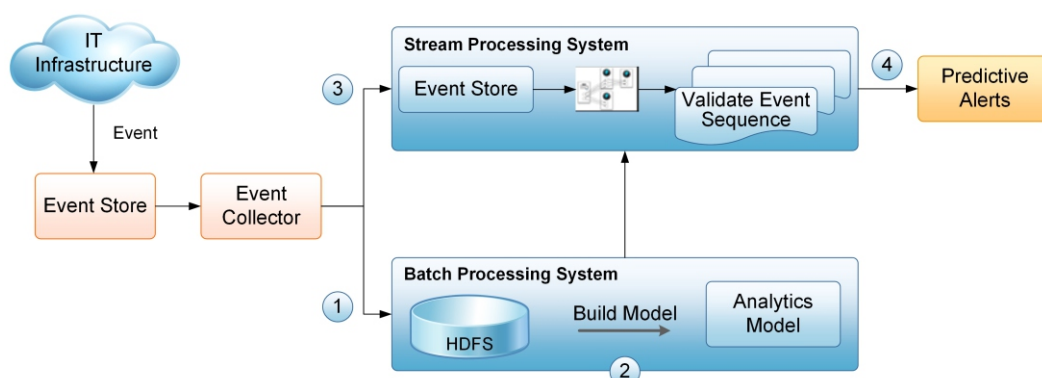 IT
Infrastructure
Event
Event Store
Event
Collector
3
1
Stream Processing System
Event Store
Validate Event
Sequence
4
Predictive
Alerts
Batch Processing System
HDFS
Build Model
2
Analytics
Model